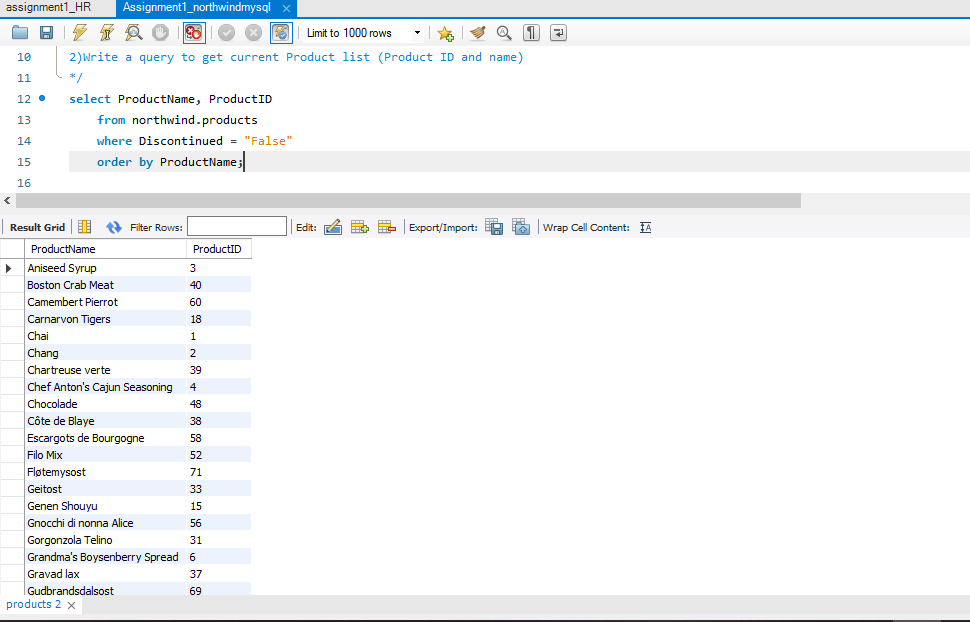 assignment1_HR Assignment1_northwindmysql
Limit to 1000 rows
10 2)Write a query to get current Product list (Product ID and name)
11 */
12 select ProductName, ProductID
13 from northwind.products
14 where Discontinued = "False"
15 order by ProductName;
16
Result Grid Filter Rows: Edit: Export/Import: Wrap Cell Content:
ProductName ProductID
Aniseed Syrup 3
Boston Crab Meat 40
Camembert Pierrot 60
Carnarvon Tigers 18
Chai 1
Chang 2
Chartreuse verte 39
Chef Anton's Cajun Seasoning 4
Chocolade 48
Côte de Blaye 38
Escargots de Bourgogne 58
Filo Mix 52
Fløtemysost 71
Geitost 33
Genen Shouyu 15
Gnocchi di nonna Alice 56
Gorgonzola Telino 31
Grandma's Boysenberry Spread 6
Gravad lax 37
Gudbrandsdalsost 69
products 2